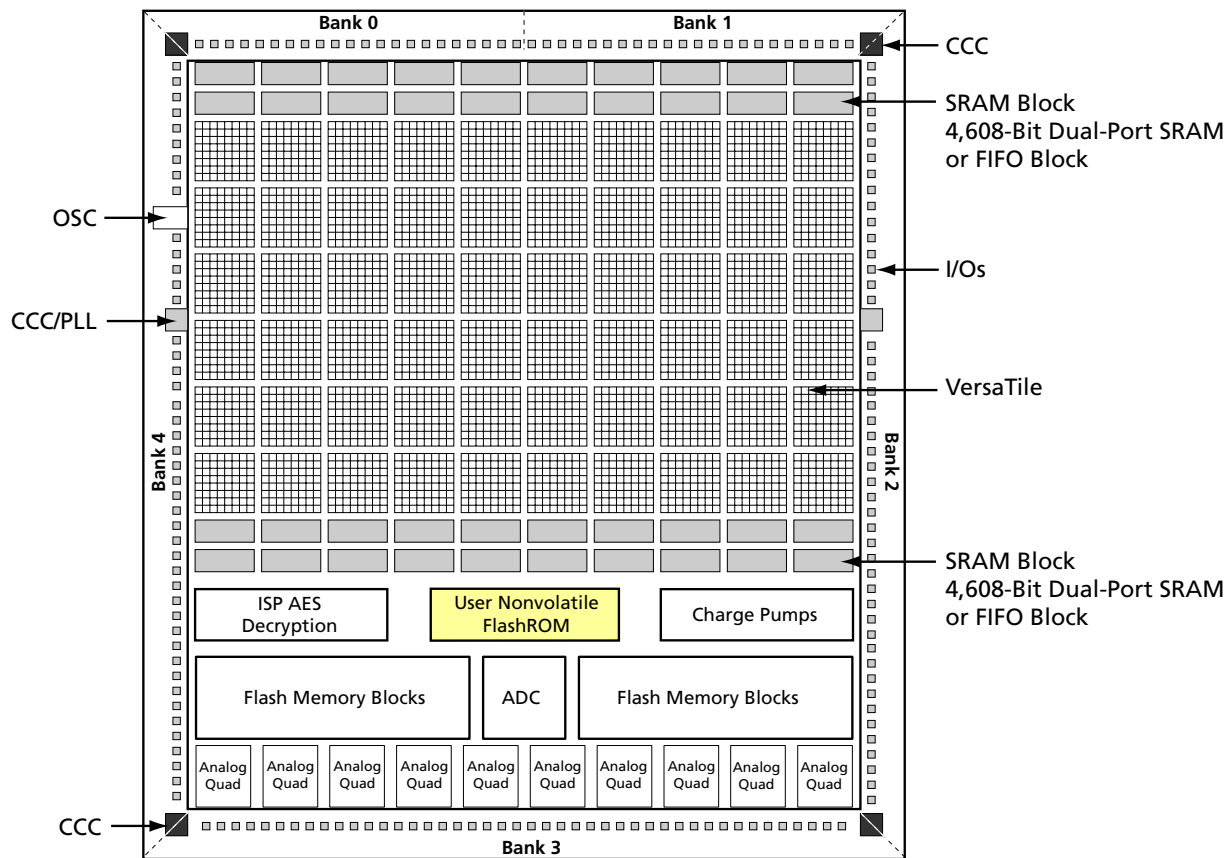 Bank 0
Bank 1
CCC
SRAM Block
4,608-Bit Dual-Port SRAM
or FIFO Block
OSC
I/Os
CCC/PLL
VersaTile
Bank 4
Bank 2
SRAM Block
4,608-Bit Dual-Port SRAM
or FIFO Block
ISP AES
Decryption
User Nonvolatile
FlashROM
Charge Pumps
Flash Memory Blocks
ADC
Flash Memory Blocks
Analog
Quad
Analog
Quad
Analog
Quad
Analog
Quad
Analog
Quad
Analog
Quad
Analog
Quad
Analog
Quad
Analog
Quad
Analog
Quad
CCC
Bank 3